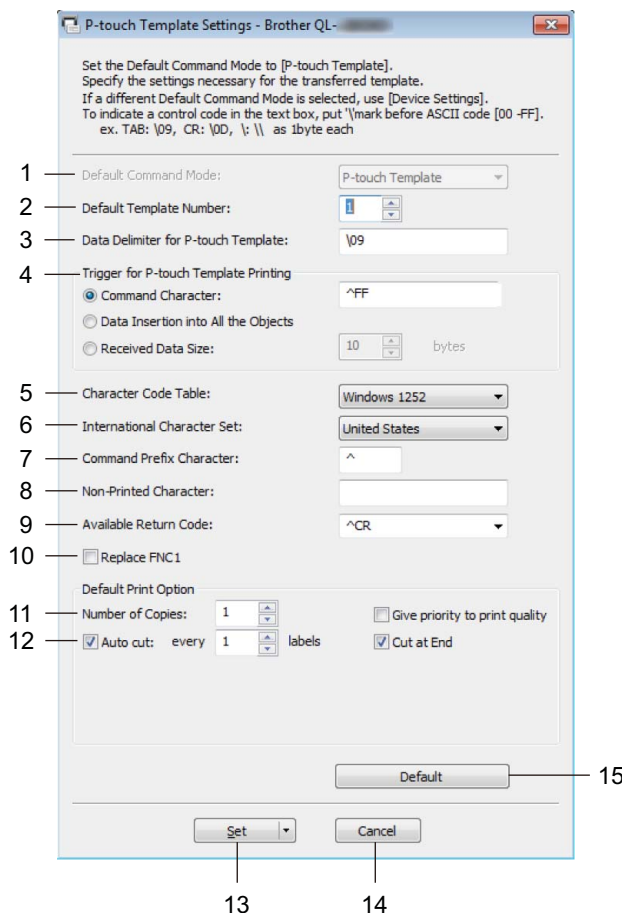 P-touch Template Settings - Brother QL-
Set the Default Command Mode to [P-touch Template].
Specify the settings necessary for the transferred template.
If a different Default Command Mode is selected, use [Device Settings].
To indicate a control code in the text box, put '\'mark before ASCII code [00 -FF].
ex. TAB: \09, CR: \0D, \: \\ as 1byte each
1 Default Command Mode: P-touch Template
2 Default Template Number: 1
3 Data Delimiter for P-touch Template: \09
4 Trigger for P-touch Template Printing
Command Character: ^FF
Data Insertion into All the Objects
Received Data Size: 10 bytes
5 Character Code Table: Windows 1252
6 International Character Set: United States
7 Command Prefix Character: ^
8 Non-Printed Character:
9 Available Return Code: ^CR
10 Replace FNC1
Default Print Option
11 Number of Copies: 1 Give priority to print quality
12 Auto cut: every 1 labels Cut at End
Default 15
Set Cancel
13 14